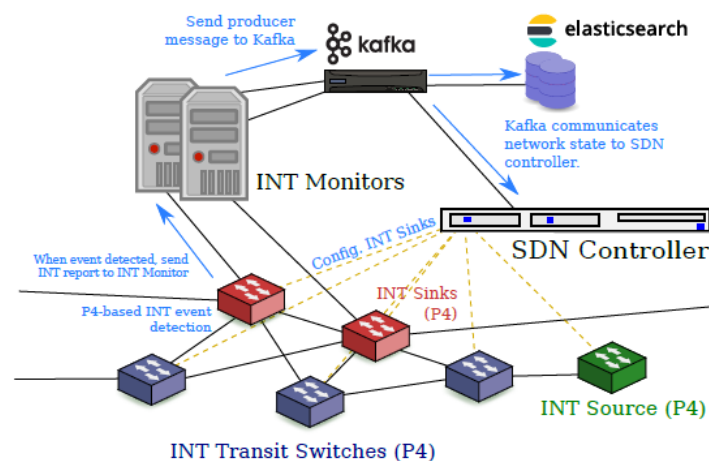 Send producer
message to Kafka
kafka
elasticsearch
Kafka communicates
network state to SDN
controller.
INT Monitors
SDN Controller
Config. INT Sinks
When event detected, send
INT report to INT Monitor
INT Sinks
(P4)
P4-based INT event
detection
INT Source (P4)
INT Transit Switches (P4)